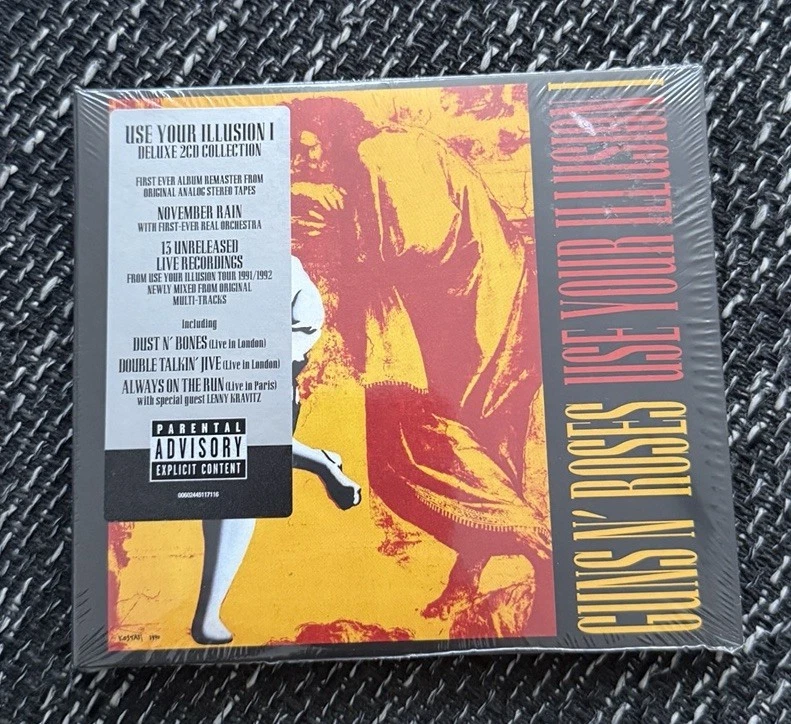 USE YOUR ILLUSION I
DELUXE 2CD COLLECTION
FIRST EVER ALBUM REMASTER FROM
ORIGINAL ANALOG STEREO TAPES
NOVEMBER RAIN
WITH FIRST-EVER REAL ORCHESTRA
13 UNRELEASED
LIVE RECORDINGS
FROM USE YOUR ILLUSION TOUR 1991/1992
NEWLY MIXED FROM ORIGINAL
MULTI-TRACKS
including
DUST N' BONES (Live in London)
DOUBLE TALKIN' JIVE (Live in London)
ALWAYS ON THE RUN (Live in Paris)
with special guest LENNY KRAVITZ
PARENTAL
ADVISORY
EXPLICIT CONTENT
00602445117116
KOSTABI 1990
GUNS N' ROSES USE YOUR ILLUSION I